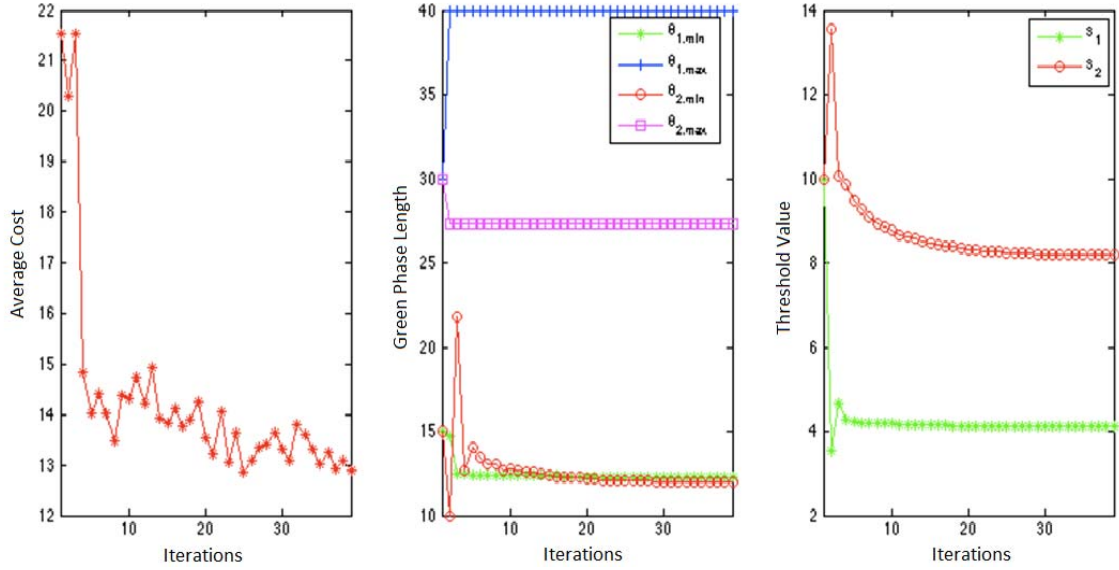 Average Cost
22
21
20
19
18
17
16
15
14
13
12
10
20
30
Iterations
Green Phase Length
40
35
30
25
20
15
10
10
20
30
Iterations
θ1,min
θ1,max
θ2,min
θ2,max
Threshold Value
14
12
10
8
6
4
2
10
20
30
Iterations
s1
s2